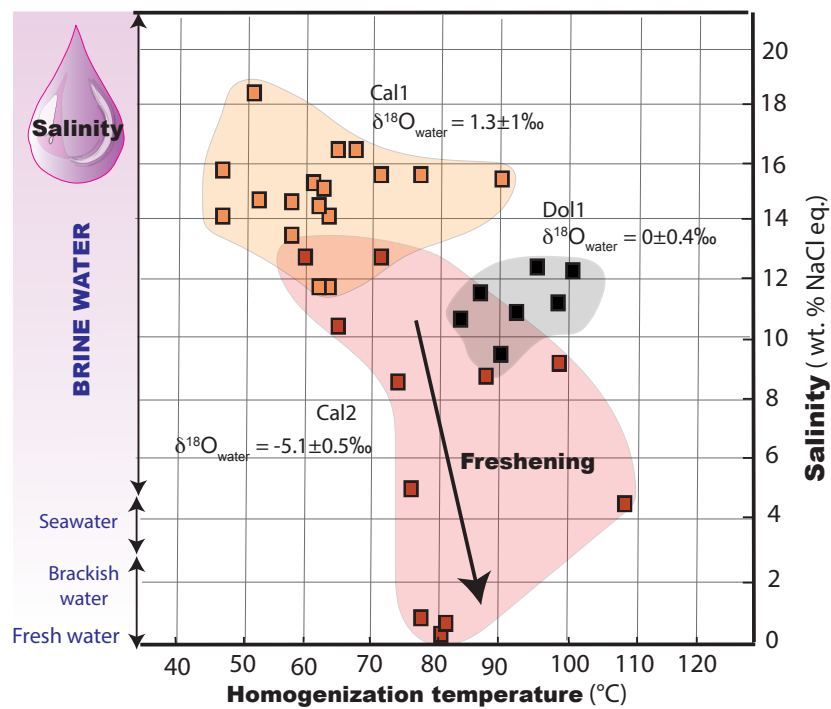 Salinity
BRINE WATER
Seawater
Brackish
water
Fresh water
Cal1
δ¹⁸Owater = 1.3±1‰
Dol1
δ¹⁸Owater = 0±0.4‰
Cal2
δ¹⁸Owater = -5.1±0.5‰
Freshening
20
18
16
14
12
10
8
6
4
2
0
Salinity ( wt. % NaCl eq.)
40 50 60 70 80 90 100 110 120
Homogenization temperature (°C)